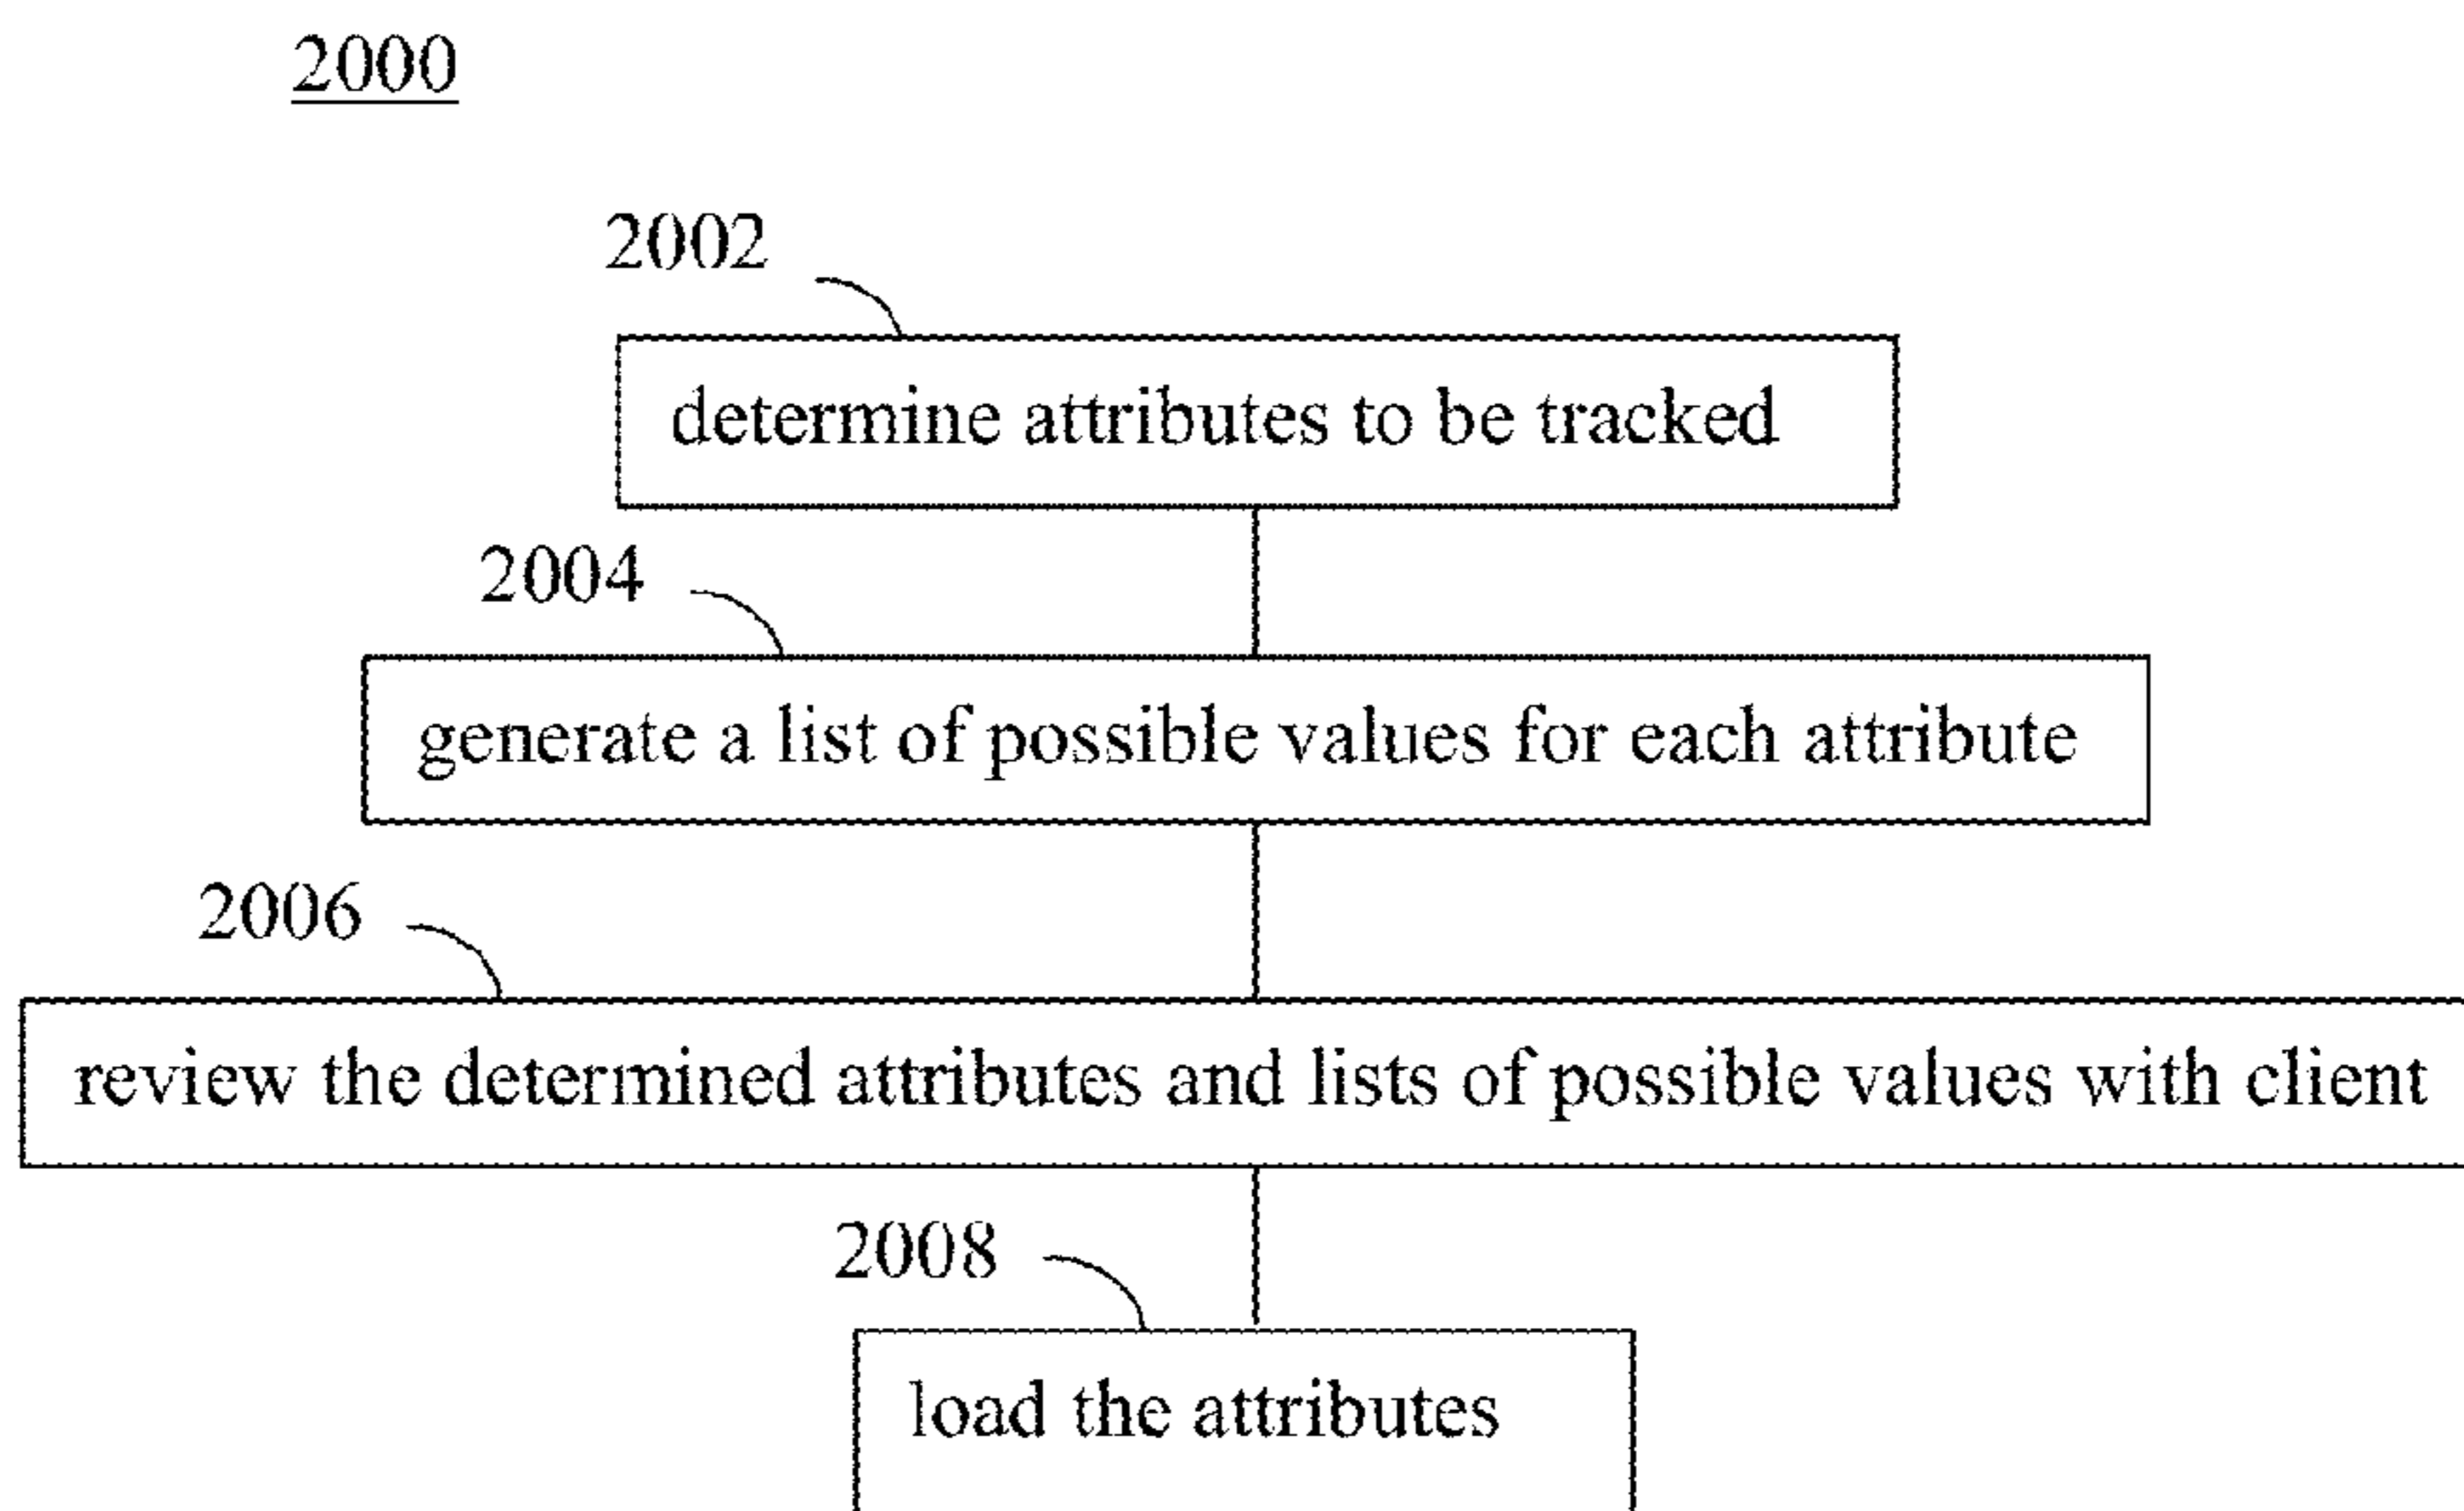 2000
2002
determine attributes to be tracked
2004
generate a list of possible values for each attribute
2006
review the determined attributes and lists of possible values with client
2008
load the attributes